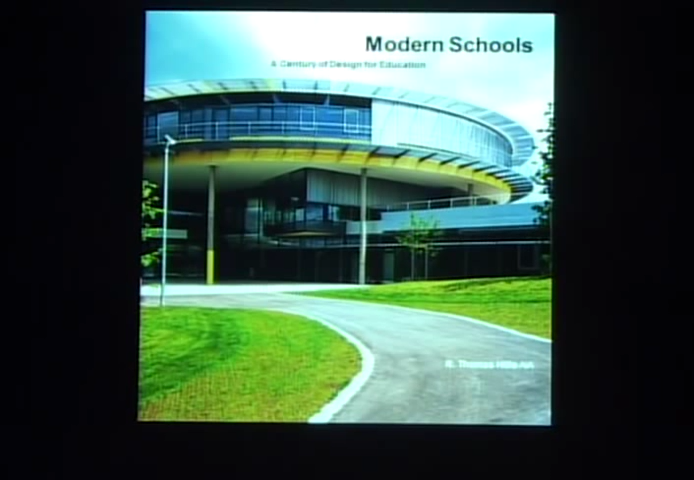 Modern Schools
A Century of Design for Education
R. Thomas Hille AIA